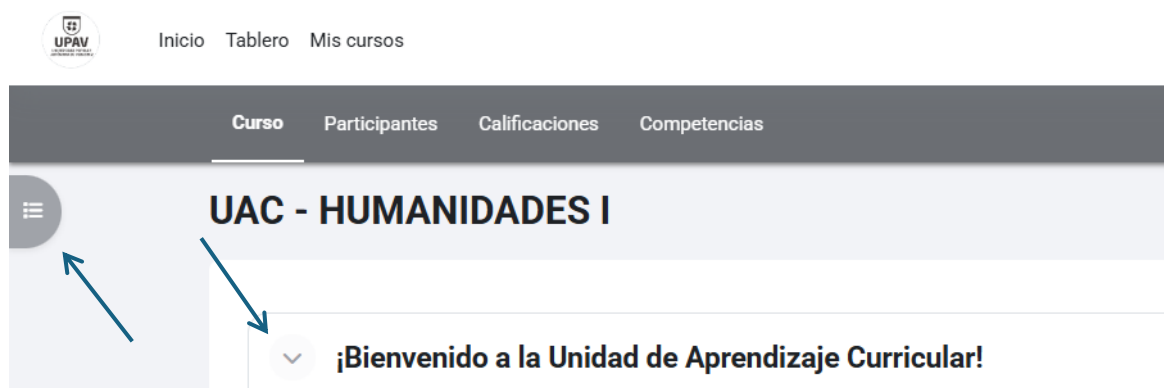 UPAV
Inicio Tablero Mis cursos
Curso Participantes Calificaciones Competencias
UAC - HUMANIDADES I
¡Bienvenido a la Unidad de Aprendizaje Curricular!